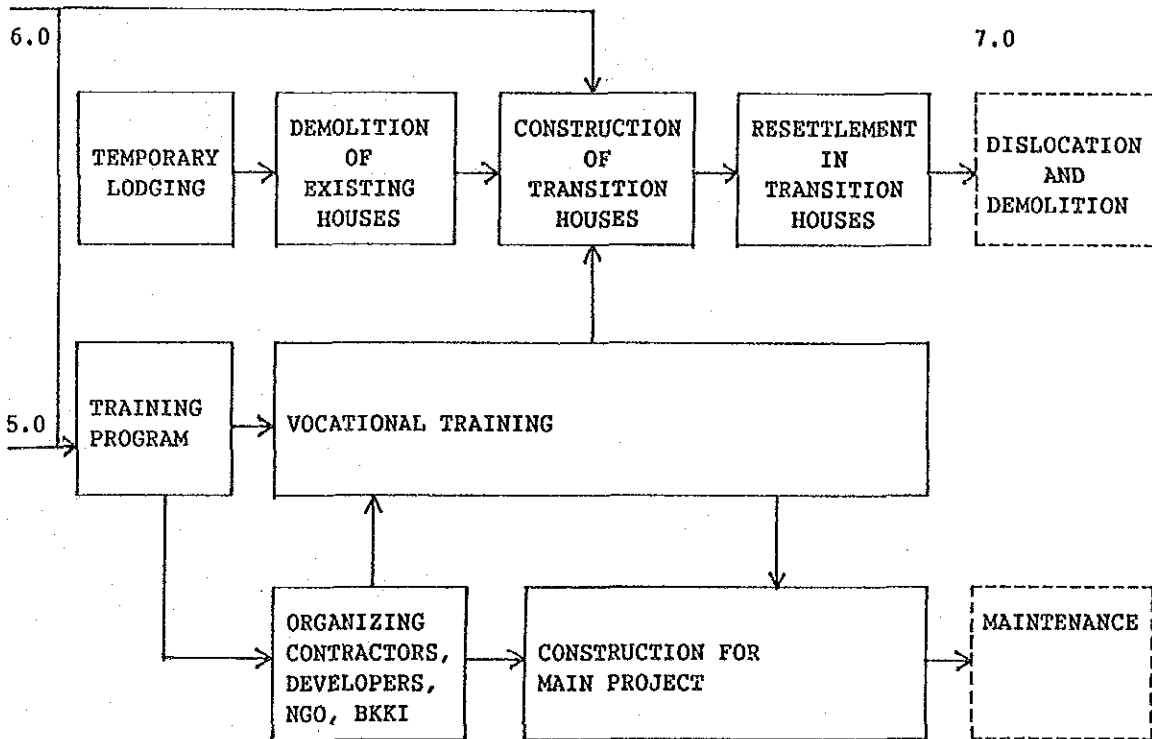 6.0
7.0
TEMPORARY
LODGING
DEMOLITION
OF
EXISTING
HOUSES
CONSTRUCTION
OF
TRANSITION
HOUSES
RESETTLEMENT
IN
TRANSITION
HOUSES
DISLOCATION
AND
DEMOLITION
5.0
TRAINING
PROGRAM
VOCATIONAL TRAINING
ORGANIZING
CONTRACTORS,
DEVELOPERS,
NGO, BKKI
CONSTRUCTION FOR
MAIN PROJECT
MAINTENANCE